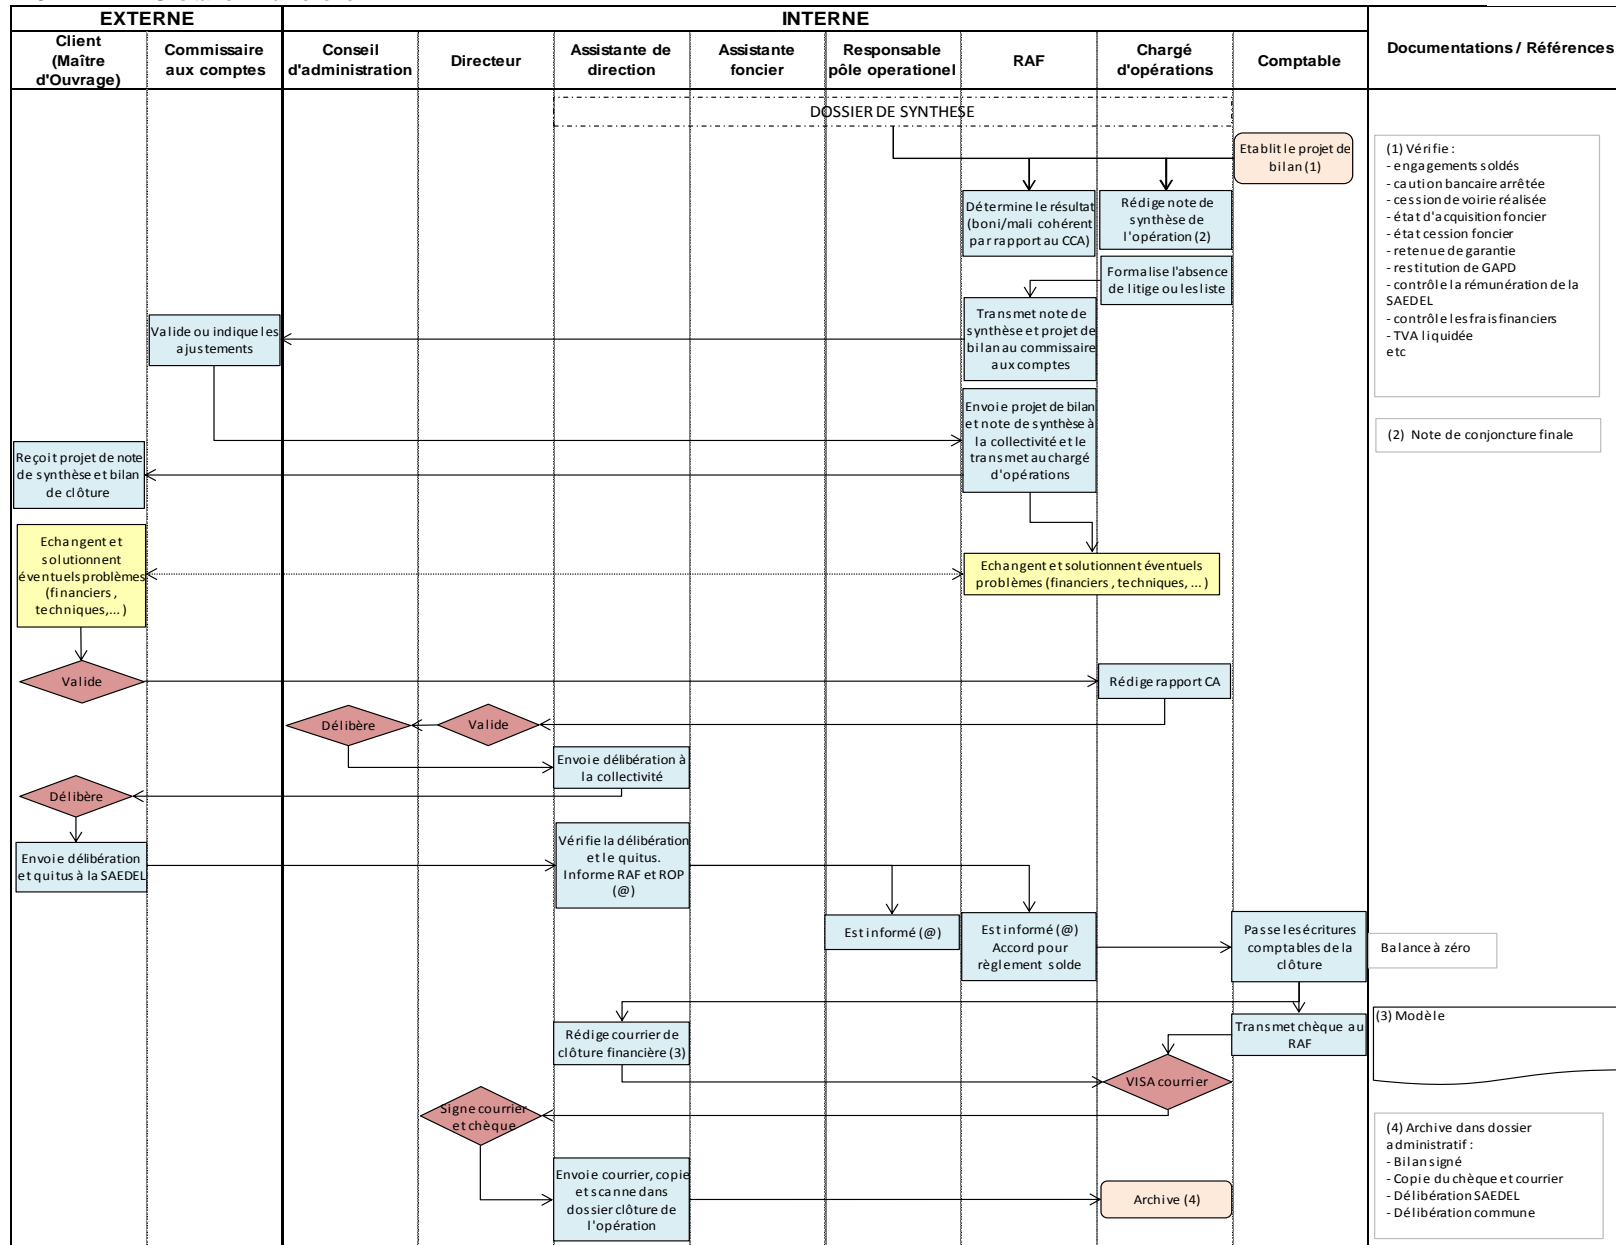 EXTERNE
INTERNE
Client
(Maître
d'Ouvrage)
Commissaire
aux comptes
Conseil
d'administration
Directeur
Assistante de
direction
Assistante
foncier
Responsable
pôle operationel
RAF
Chargé
d'opérations
Comptable
Documentations / Références
DOSSIER DE SYNTHESE
Etablit le projet de
bilan (1)
(1) Vérifie :
- engagements soldés
- caution bancaire arrêtée
- cession de voirie réalisée
- état d'acquisition foncier
- état cession foncier
- retenue de garantie
- restitution de GAPD
- contrôle la rémunération de la
SAEDEL
- contrôle les frais financiers
- TVA liquidée
etc
Détermine le résultat
(boni/mali cohérent
par rapport au CCA)
Rédige note de
synthèse de
l'opération (2)
Formalise l'absence
de litige ou les liste
Transmet note de
synthèse et projet de
bilan au commissaire
aux comptes
Valide ou indique les
ajustements
Envoie projet de bilan
et note de synthèse à
la collectivité et le
transmet au chargé
d'opérations
(2) Note de conjoncture finale
Reçoit projet de note
de synthèse et bilan
de clôture
Echangent et
solutionnent
éventuels problèmes
(financiers,
techniques,...)
Echangent et solutionnent éventuels
problèmes (financiers, techniques, ...)
Valide
Rédige rapport CA
Délibère
Valide
Envoie délibération à
la collectivité
Délibère
Envoie délibération
et quitus à la SAEDEL
Vérifie la délibération
et le quitus.
Informe RAF et ROP
(@)
Est informé (@)
Est informé (@)
Accord pour
règlement solde
Passe les écritures
comptables de la
clôture
Balance à zéro
Rédige courrier de
clôture financière (3)
Transmet chèque au
RAF
(3) Modèle
VISA courrier
Signe courrier
et chèque
Envoie courrier, copie
et scanne dans
dossier clôture de
l'opération
Archive (4)
(4) Archive dans dossier
administratif :
- Bilan signé
- Copie du chèque et courrier
- Délibération SAEDEL
- Délibération commune